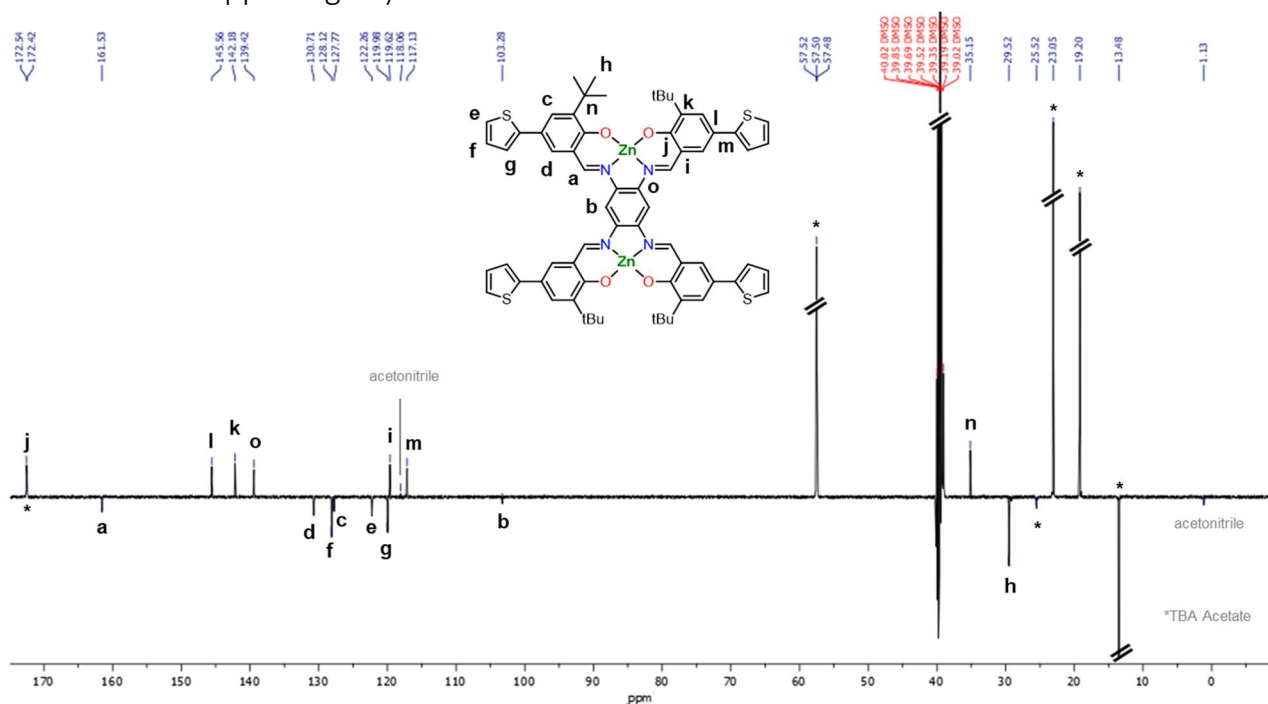 172.54
172.42
161.53
145.56
142.18
139.42
130.71
128.12
127.77
122.26
119.98
119.62
118.06
117.13
103.28
57.52
57.50
57.48
40.02 DMSO
39.85 DMSO
39.69 DMSO
39.52 DMSO
39.35 DMSO
39.19 DMSO
39.02 DMSO
35.15
29.52
25.52
23.05
19.20
13.48
1.13
h
c
n
tBu
k
e
S
O
O
l
S
f
g
d
Zn
j
m
i
a
N
N
o
b
N
N
Zn
S
O
O
S
tBu
tBu
*
*
*
acetonitrile
j
l
k
o
i
m
n
*
a
d
c
f
e
g
b
h
*
*
acetonitrile
*TBA Acetate
170 160 150 140 130 120 110 100 90 80 70 60 50 40 30 20 10 0
ppm